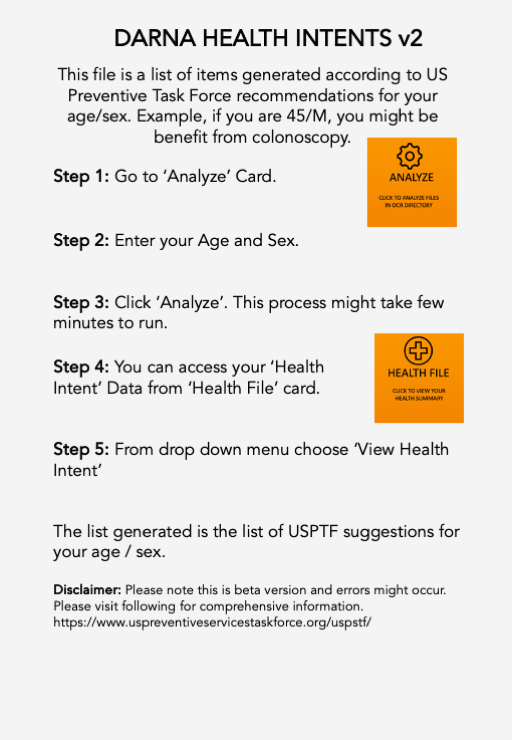 DARNA HEALTH INTENTS v2
This file is a list of items generated according to US
Preventive Task Force recommendations for your
age/sex. Example, if you are 45/M, you might be
benefit from colonoscopy.
Step 1: Go to ‘Analyze’ Card.
ANALYZE
CLICK TO ANALYZE FILES
IN OCR DIRECTORY
Step 2: Enter your Age and Sex.
Step 3: Click ‘Analyze’. This process might take few
minutes to run.
Step 4: You can access your ‘Health
Intent’ Data from ‘Health File’ card.
HEALTH FILE
CLICK TO VIEW YOUR
HEALTH SUMMARY
Step 5: From drop down menu choose ‘View Health
Intent’
The list generated is the list of USPTF suggestions for
your age / sex.
Disclaimer: Please note this is beta version and errors might occur.
Please visit following for comprehensive information.
https://www.uspreventiveservicestaskforce.org/uspstf/